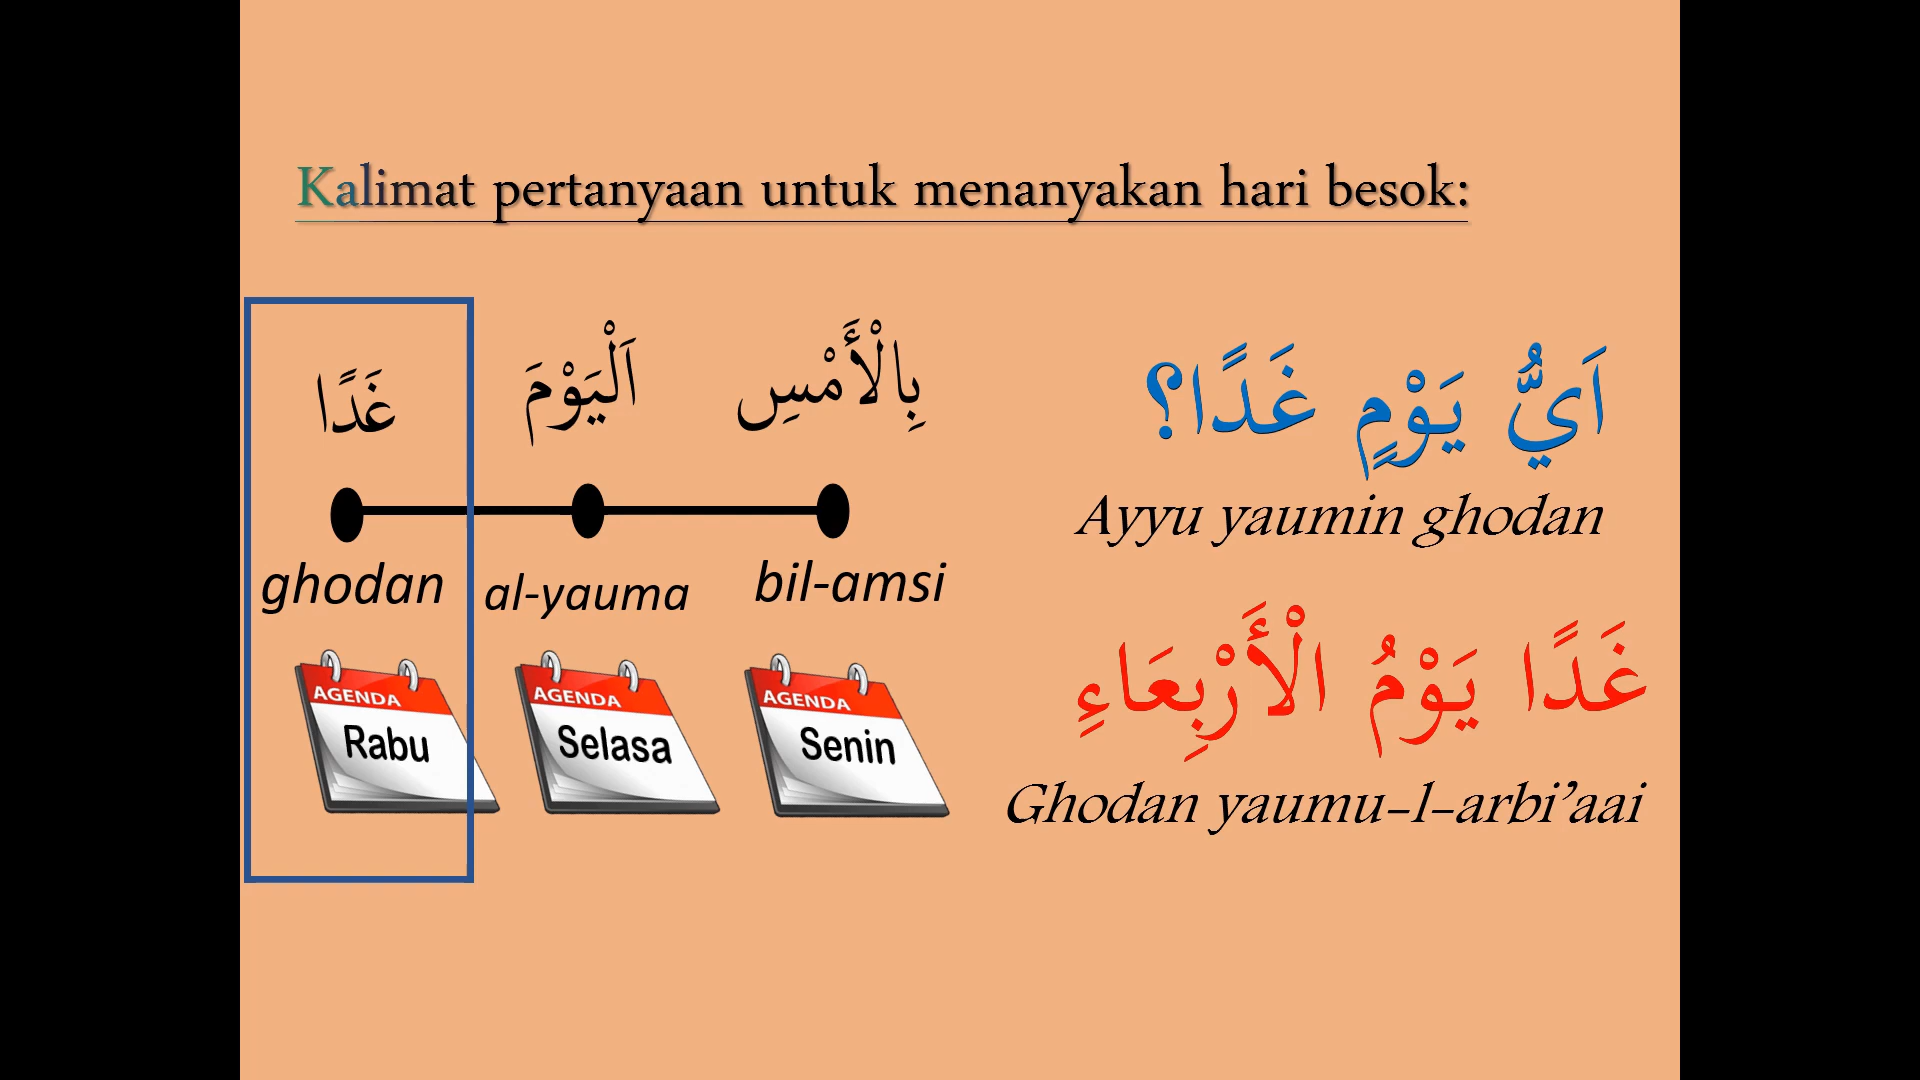 Kalimat pertanyaan untuk menanyakan hari besok:
غَدًا
اَلْيَوْمَ
بِالْأَمْسِ
ghodan
al-yauma
bil-amsi
AGENDA
Rabu
AGENDA
Selasa
AGENDA
Senin
اَيُّ يَوْمٍ غَدًا؟
Ayyu yaumin ghodan
غَدًا يَوْمُ الْأَرْبِعَاءِ
Ghodan yaumu-l-arbi’aai